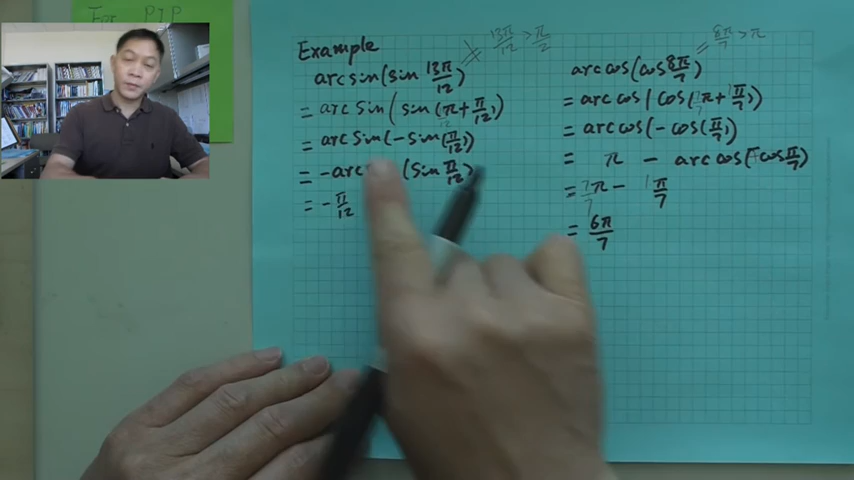 For PIP
Example
13π/12 > π/2
arcsin(sin 13π/12)
= arcsin(sin(π+π/12))
= arcsin(-sin(π/12))
= -arc (sin π/12)
= -π/12
8π/7 > π
arccos(cos 8π/7)
= arccos(cos(π+π/7))
= arccos(-cos(π/7))
= π - arccos(cos π/7)
= 7π/7 - 1π/7
= 6π/7